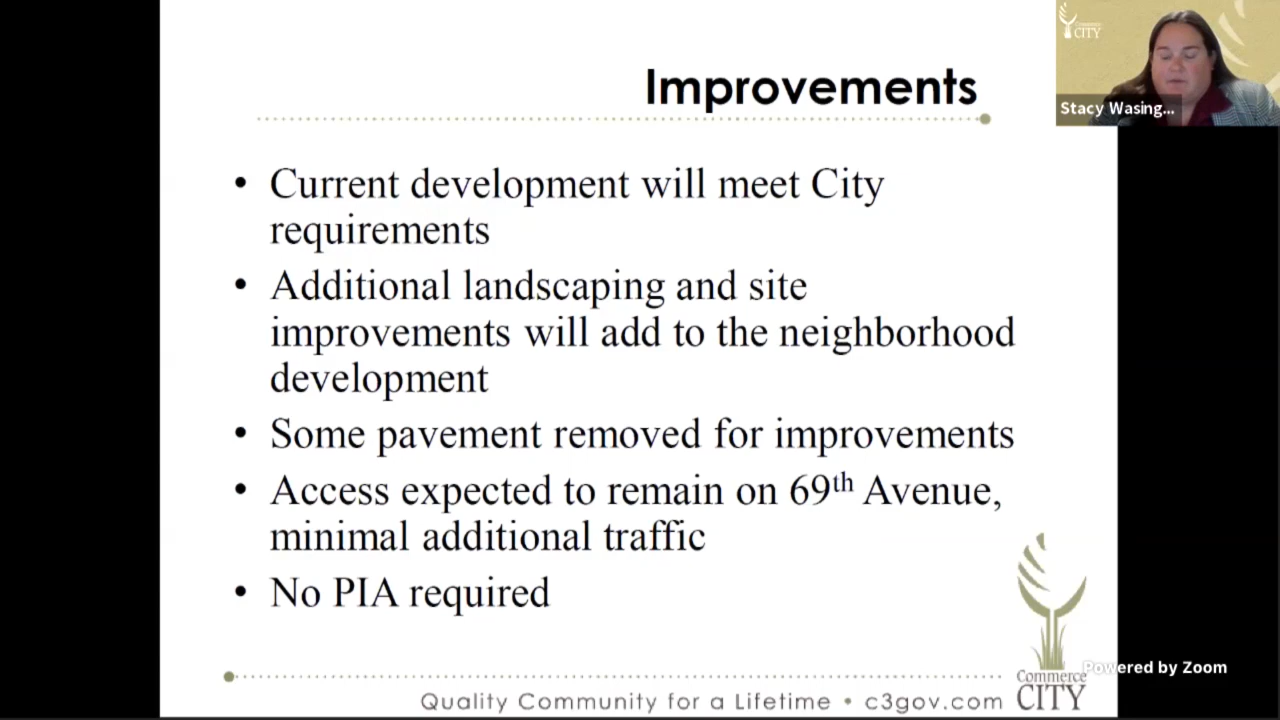 Improvements
Commerce
CITY
Stacy Wasing...
• Current development will meet City
requirements
• Additional landscaping and site
improvements will add to the neighborhood
development
• Some pavement removed for improvements
• Access expected to remain on 69th Avenue,
minimal additional traffic
• No PIA required
Powered by Zoom
Commerce
CITY
Quality Community for a Lifetime • c3gov.com